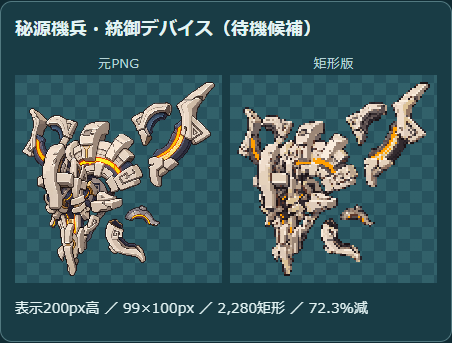 秘源機兵・統御デバイス（待機候補）
元PNG
矩形版
表示200px高 ／ 99×100px ／ 2,280矩形 ／ 72.3%減